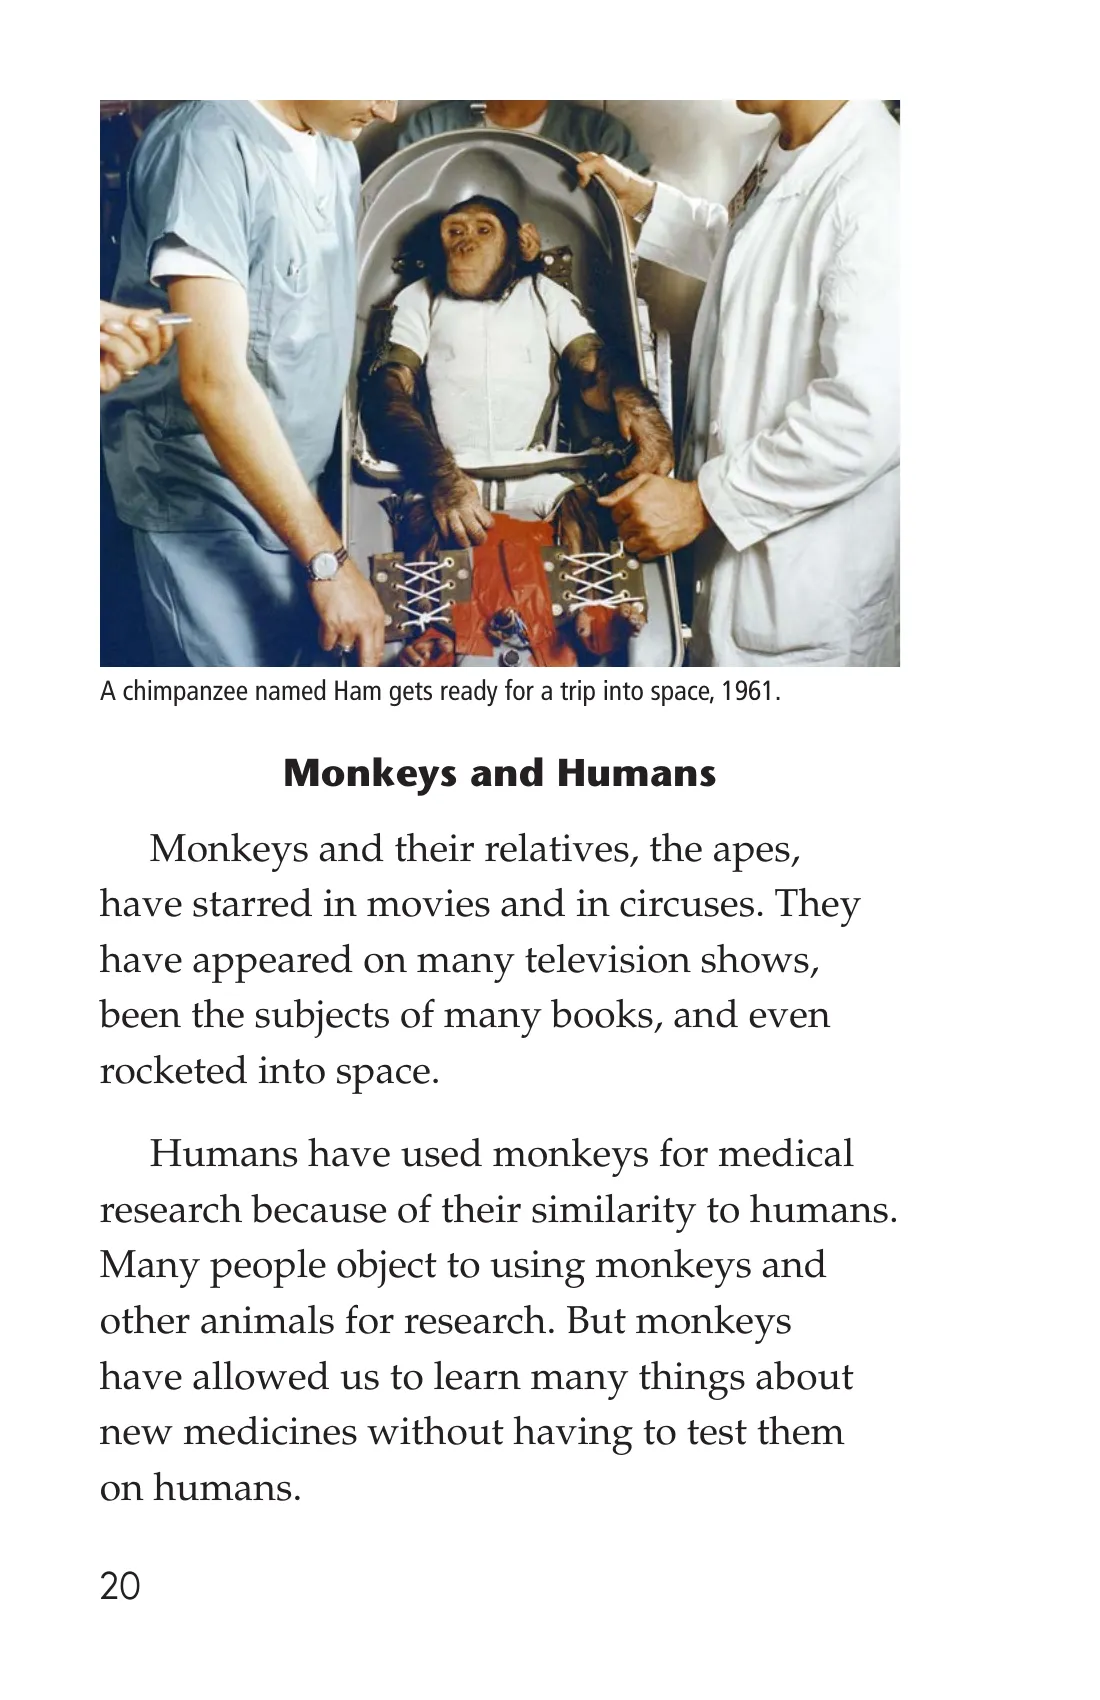 A chimpanzee named Ham gets ready for a trip into space, 1961.
Monkeys and Humans
Monkeys and their relatives, the apes,
have starred in movies and in circuses. They
have appeared on many television shows,
been the subjects of many books, and even
rocketed into space.
Humans have used monkeys for medical
research because of their similarity to humans.
Many people object to using monkeys and
other animals for research. But monkeys
have allowed us to learn many things about
new medicines without having to test them
on humans.
20